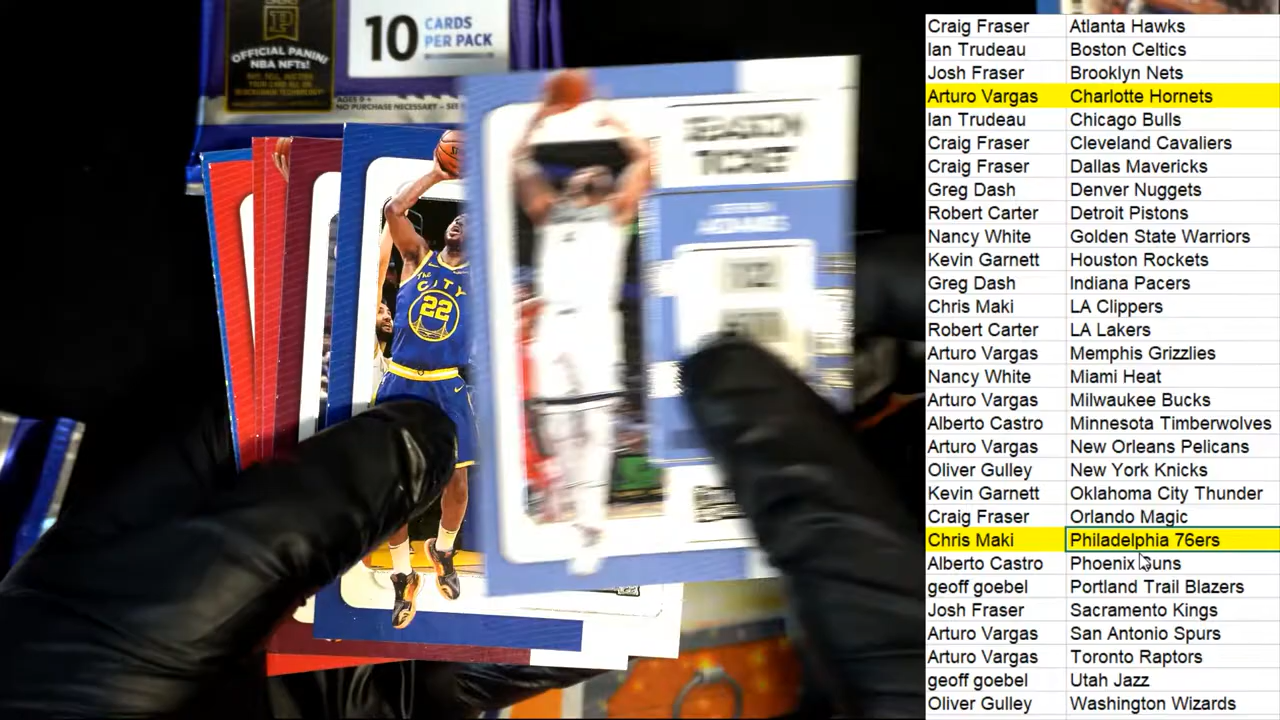 OFFICIAL PANINI
NBA NFTs!
10 CARDS
PER PACK
AGES 9+
NO PURCHASE NECESSARY – SEE
SEASON
TICKET
ADAMS
The
CITY
22
Craig Fraser Atlanta Hawks
Ian Trudeau Boston Celtics
Josh Fraser Brooklyn Nets
Arturo Vargas Charlotte Hornets
Ian Trudeau Chicago Bulls
Craig Fraser Cleveland Cavaliers
Craig Fraser Dallas Mavericks
Greg Dash Denver Nuggets
Robert Carter Detroit Pistons
Nancy White Golden State Warriors
Kevin Garnett Houston Rockets
Greg Dash Indiana Pacers
Chris Maki LA Clippers
Robert Carter LA Lakers
Arturo Vargas Memphis Grizzlies
Nancy White Miami Heat
Arturo Vargas Milwaukee Bucks
Alberto Castro Minnesota Timberwolves
Arturo Vargas New Orleans Pelicans
Oliver Gulley New York Knicks
Kevin Garnett Oklahoma City Thunder
Craig Fraser Orlando Magic
Chris Maki Philadelphia 76ers
Alberto Castro Phoenix Suns
geoff goebel Portland Trail Blazers
Josh Fraser Sacramento Kings
Arturo Vargas San Antonio Spurs
Arturo Vargas Toronto Raptors
geoff goebel Utah Jazz
Oliver Gulley Washington Wizards